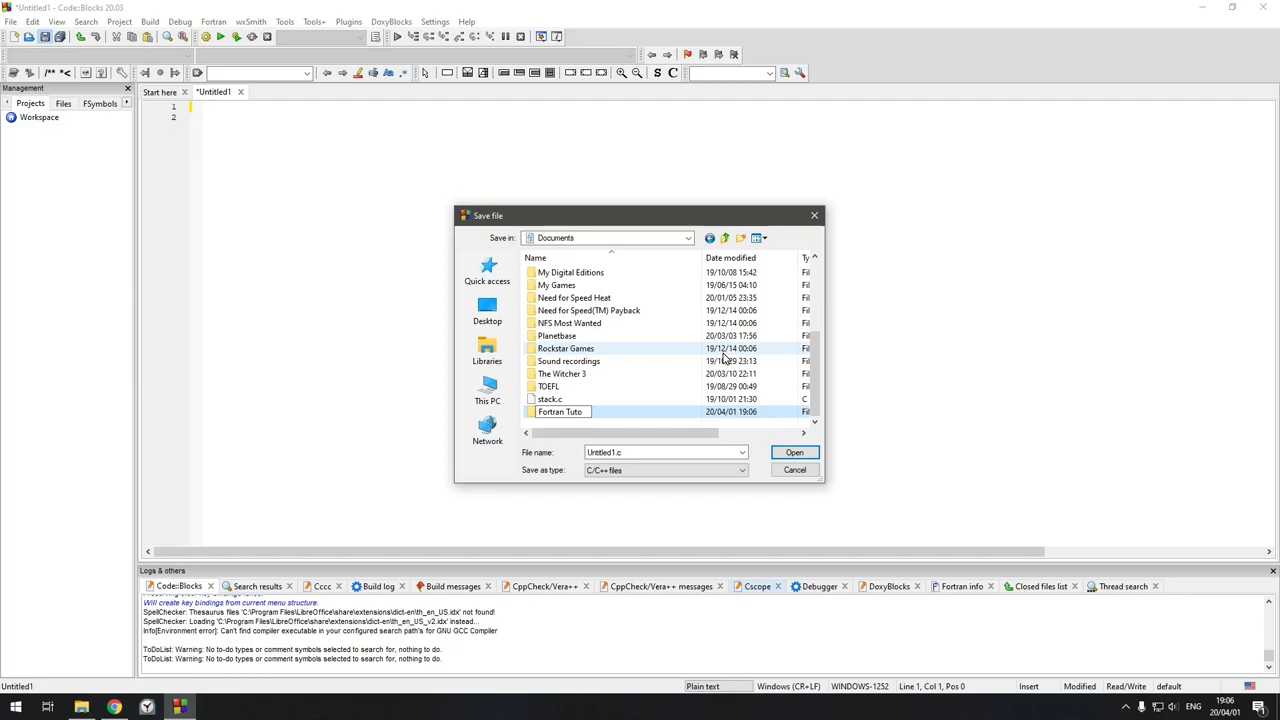 *Untitled1 - Code::Blocks 20.03
File Edit View Search Project Build Debug Fortran wxSmith Tools Tools+ Plugins DoxyBlocks Settings Help
/** *<
S C
Management
Projects Files FSymbols
Workspace
Start here *Untitled1
1
2
Save file
Save in: Documents
Name Date modified Ty
My Digital Editions 19/10/08 15:42 Fil
My Games 19/06/15 04:10 Fil
Need for Speed Heat 20/01/05 23:35 Fil
Need for Speed(TM) Payback 19/12/14 00:06 Fil
NFS Most Wanted 19/12/14 00:06 Fil
Planetbase 20/03/03 17:56 Fil
Rockstar Games 19/12/14 00:06 Fil
Sound recordings 23:13 Fil
The Witcher 3 20/03/10 22:11 Fil
TOEFL 19/08/29 00:49 Fil
stack.c 19/10/01 21:30 C
Fortran Tuto 20/04/01 19:06 Fil
Quick access
Desktop
Libraries
This PC
Network
File name: Untitled1.c Open
Save as type: C/C++ files Cancel
Logs & others
Code::Blocks Search results Cccc Build log Build messages CppCheck/Vera++ CppCheck/Vera++ messages Cscope Debugger DoxyBlocks Fortran info Closed files list Thread search
Will create key bindings from current menu structure.
SpellChecker: Thesaurus files 'C:\Program Files\LibreOffice\share\extensions\dict-en\th_en_US.idx' not found!
SpellChecker: Loading 'C:\Program Files\LibreOffice\share\extensions\dict-en\th_en_US_v2.idx' instead...
Info[Environment error]: Can't find compiler executable in your configured search path's for GNU GCC Compiler
ToDoList: Warning: No to-do types or comment symbols selected to search for, nothing to do.
ToDoList: Warning: No to-do types or comment symbols selected to search for, nothing to do.
Untitled1 Plain text Windows (CR+LF) WINDOWS-1252 Line 1, Col 1, Pos 0 Insert Modified Read/Write default
ENG 19:06
20/04/01